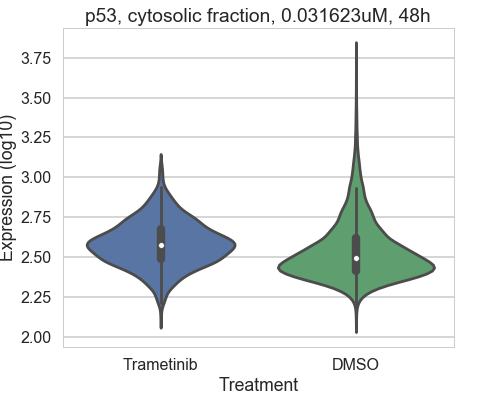 p53, cytosolic fraction, 0.031623uM, 48h
Expression (log10)
3.75
3.50
3.25
3.00
2.75
2.50
2.25
2.00
Trametinib DMSO
Treatment